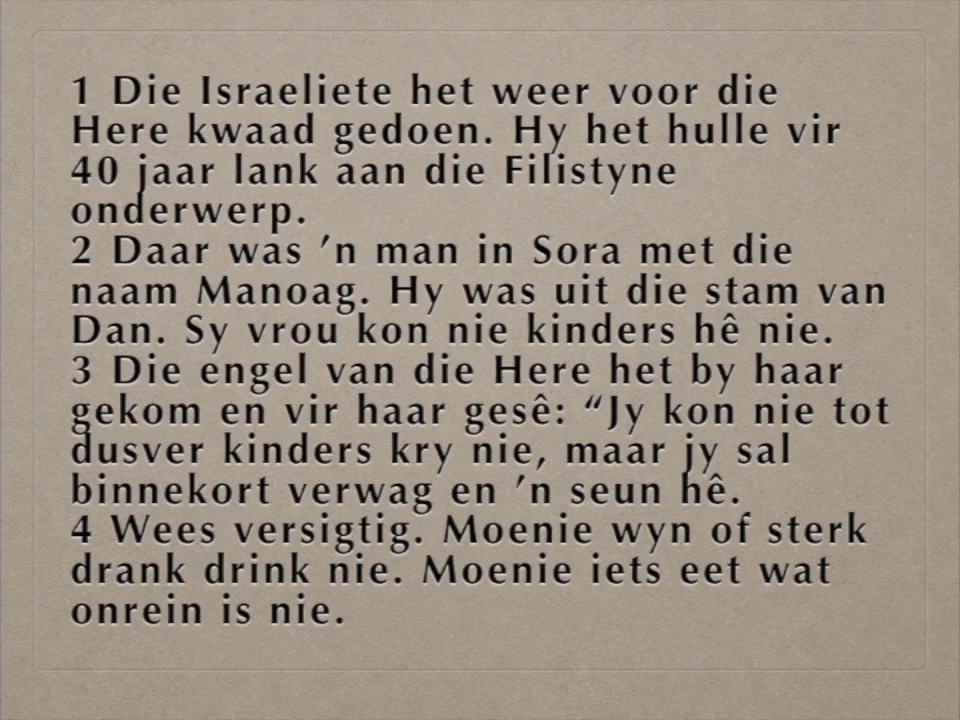 1 Die Israeliete het weer voor die
Here kwaad gedoen. Hy het hulle vir
40 jaar lank aan die Filistyne
onderwerp.
2 Daar was ’n man in Sora met die
naam Manoag. Hy was uit die stam van
Dan. Sy vrou kon nie kinders hê nie.
3 Die engel van die Here het by haar
gekom en vir haar gesê: “Jy kon nie tot
dusver kinders kry nie, maar jy sal
binnekort verwag en ’n seun hê.
4 Wees versigtig. Moenie wyn of sterk
drank drink nie. Moenie iets eet wat
onrein is nie.